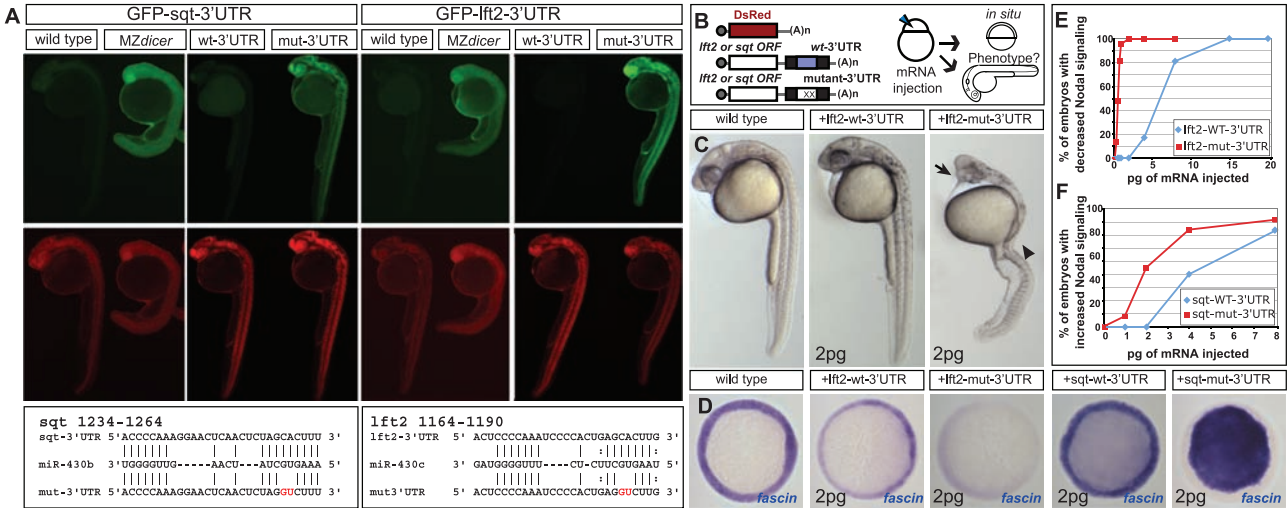 A
GFP-sqt-3'UTR
GFP-lft2-3'UTR
wild type
MZdicer
wt-3'UTR
mut-3'UTR
wild type
MZdicer
wt-3'UTR
mut-3'UTR
sqt 1234-1264
sqt-3'UTR 5' ACCCCAAAGGAACUCAACUCUAGCACUUU 3'
miR-430b 3' UGGGGUUG-----AACU--AUCGUGAAA 5'
mut-3'UTR 5' ACCCCAAAGGAACUCAACUCUAGGUCUUU 3'
lft2 1164-1190
lft2-3'UTR 5' ACUCCCCAAAUCCCCACUGAGCACUUG 3'
miR-430c 3' GAUGGGGUUU---CU-CUUCGUGAAU 5'
mut3'UTR 5' ACUCCCCAAAUCCCCACUGAGGUCUUG 3'
B
DsRed
(A)n
lft2 or sqt ORF
wt-3'UTR
(A)n
lft2 or sqt ORF
mutant-3'UTR
XX
(A)n
mRNA
injection
in situ
Phenotype?
C
wild type
+lft2-wt-3'UTR
+lft2-mut-3'UTR
2pg
2pg
D
wild type
+lft2-wt-3'UTR
+lft2-mut-3'UTR
+sqt-wt-3'UTR
+sqt-mut-3'UTR
fascin
2pg
fascin
2pg
fascin
2pg
fascin
2pg
fascin
E
% of embryos with
decreased Nodal signaling
100
80
60
40
20
0
0
5
10
15
20
lft2-WT-3'UTR
lft2-mut-3'UTR
pg of mRNA injected
F
% of embryos with
increased Nodal signaling
100
80
60
40
20
0
0
1
2
3
4
5
6
7
8
sqt-WT-3'UTR
sqt-mut-3'UTR
pg of mRNA injected